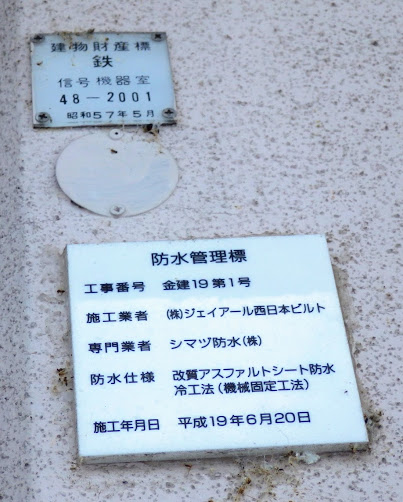 建物財産標
鉄
信号機器室
48-2001
昭和57年5月
防水管理標
工事番号 金建19第1号
施工業者 (株)ジェイアール西日本ビルト
専門業者 シマヅ防水(株)
防水仕様 改質アスファルトシート防水
冷工法(機械固定工法)
施工年月日 平成19年6月20日